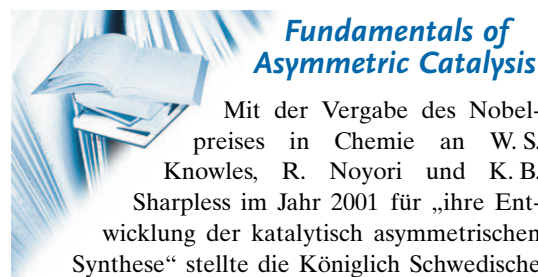 Fundamentals of
Asymmetric Catalysis
Mit der Vergabe des Nobel-
preises in Chemie an W. S.
Knowles, R. Noyori und K. B.
Sharpless im Jahr 2001 für „ihre Ent-
wicklung der katalytisch asymmetrischen
Synthese“ stellte die Königlich Schwedische